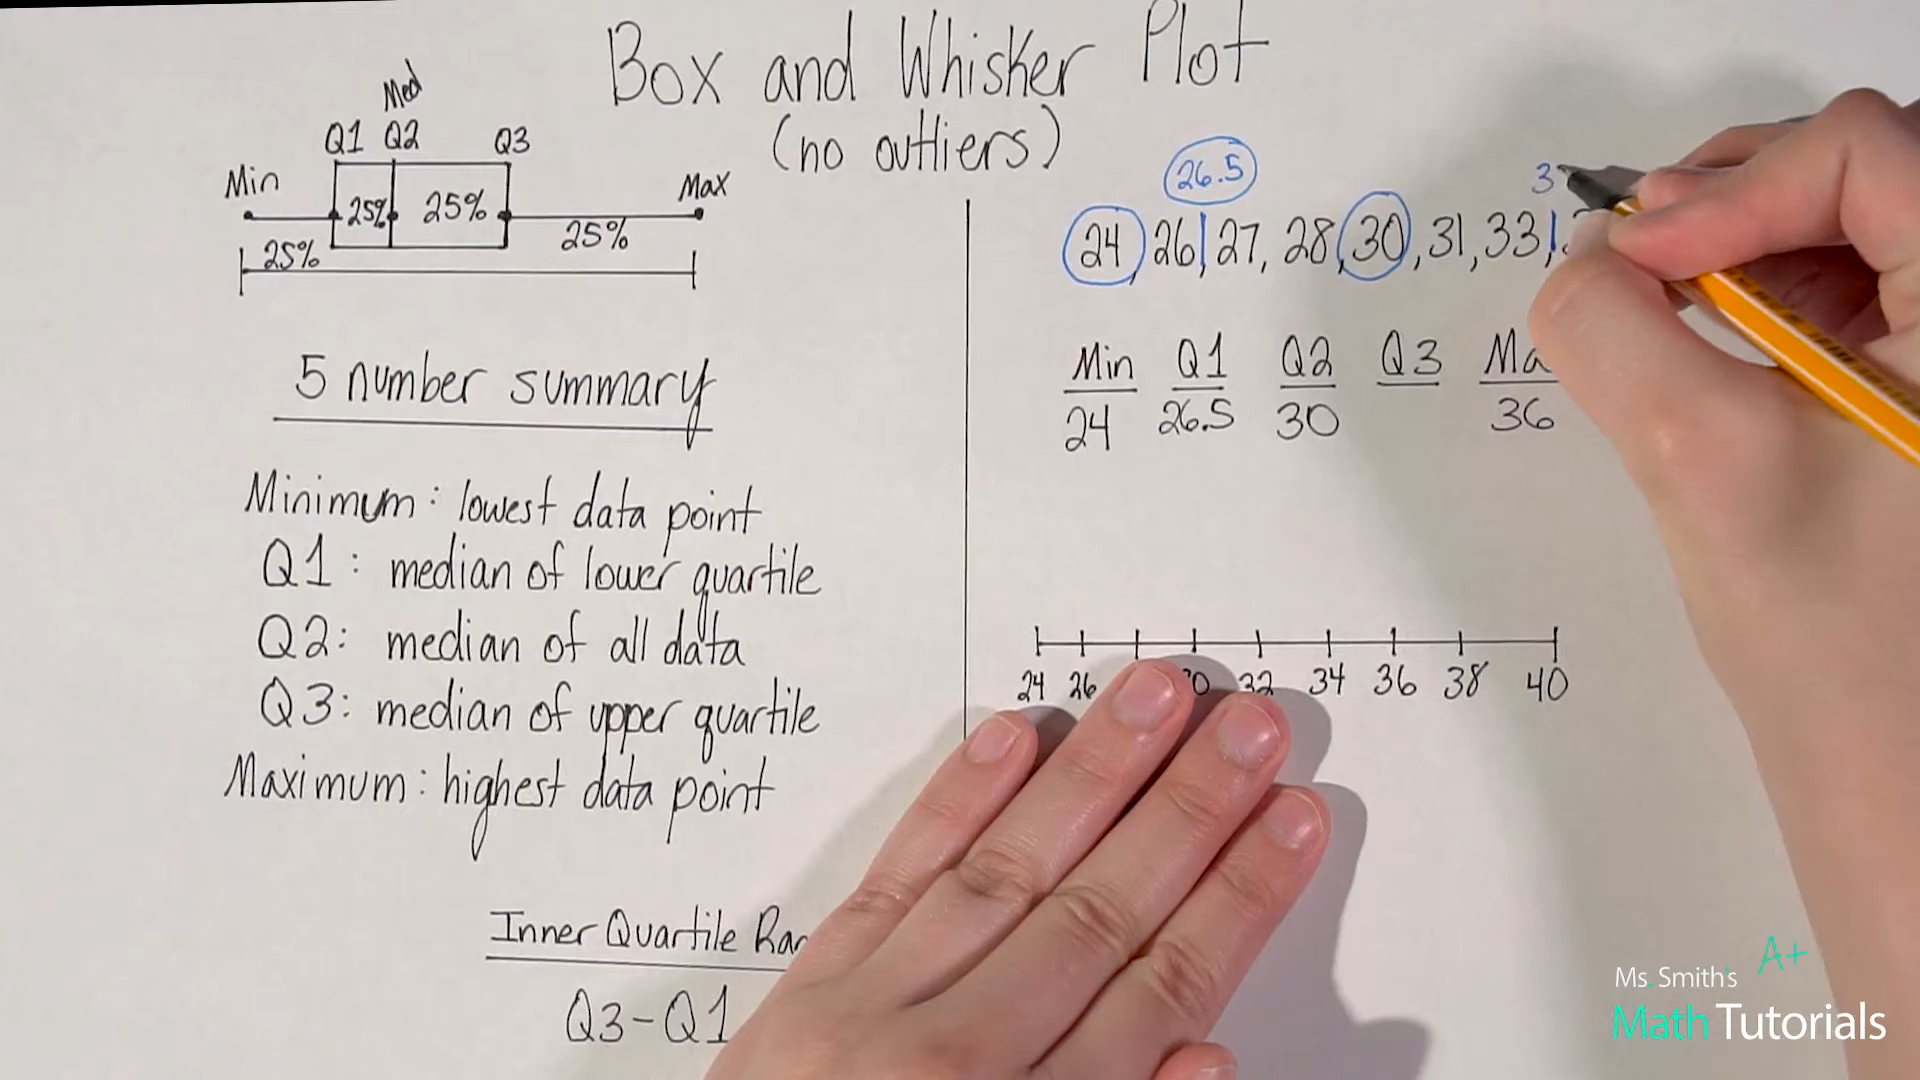 Box and Whisker Plot
(no outliers)
Med
Q1 Q2 Q3
Min Max
25% 25% 25%
25%
5 number summary
Minimum: lowest data point
Q1: median of lower quartile
Q2: median of all data
Q3: median of upper quartile
Maximum: highest data point
Inner Quartile
Q3-Q1
26.5 3
24, 26, 27, 28, 30, 31, 33,
Min Q1 Q2 Q3
24 26.5 30 36
24 26 32 34 36 38 40
Ms. Smith's A+
Math Tutorials